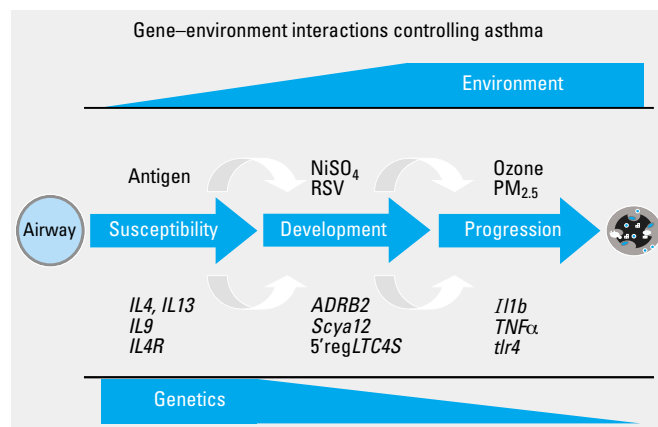 Gene–environment interactions controlling asthma
Environment
Antigen
NiSO₄
RSV
Ozone
PM₂.₅
Airway
Susceptibility
Development
Progression
IL4, IL13
IL9
IL4R
ADRB2
Scya12
5'regLTC4S
Il1b
TNFα
tlr4
Genetics